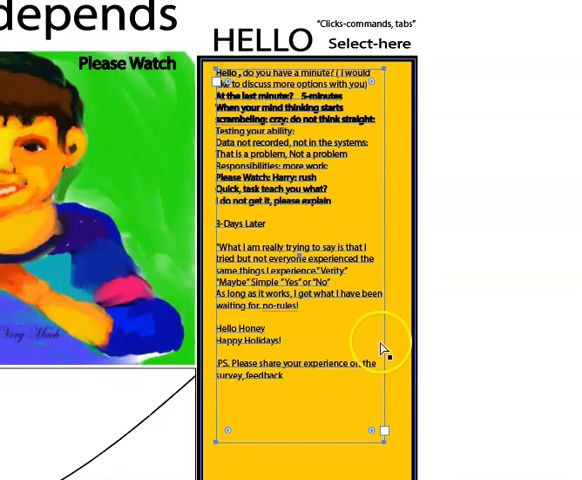 depends
"Clicks-commands, tabs"
HELLO
Select-here
Please Watch
Hello , do you have a minute? ( I would
like to discuss more options with you)
At the last minute? 5-minutes
When your mind thinking starts
scrambeling: crzy: do not think straight:
Testing your ability:
Data not recorded, not in the systems:
That is a problem, Not a problem
Responsibilities: more work:
Please Watch: Harry: rush
Quick, task teach you what?
I do not get it, please explain
3-Days Later
"What I am really trying to say is that I
tried but not everyone experienced the
same things I experience" Verity"
"Maybe" Simple "Yes" or "No"
As long as it works, I get what I have been
waiting for. no-rules!
Hello Honey
Happy Holidays!
PS. Please share your experience on the
survey, feedback
Very Much